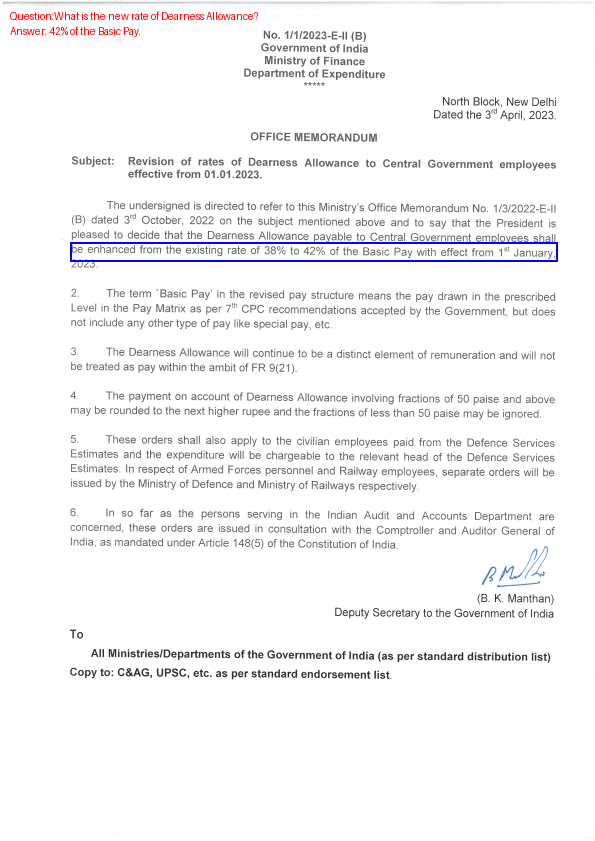 Question:What is the new rate of Dearness Allowance?
Answer: 42% of the Basic Pay.
No. 1/1/2023-E-II (B)
Government of India
Ministry of Finance
Department of Expenditure
*****
North Block, New Delhi
Dated the 3rd April, 2023.
OFFICE MEMORANDUM
Subject: Revision of rates of Dearness Allowance to Central Government employees
effective from 01.01.2023.
The undersigned is directed to refer to this Ministry's Office Memorandum No. 1/3/2022-E-II
(B) dated 3rd October, 2022 on the subject mentioned above and to say that the President is
pleased to decide that the Dearness Allowance payable to Central Government employees shall
be enhanced from the existing rate of 38% to 42% of the Basic Pay with effect from 1st January,
2023.
2. The term `Basic Pay' in the revised pay structure means the pay drawn in the prescribed
Level in the Pay Matrix as per 7th CPC recommendations accepted by the Government, but does
not include any other type of pay like special pay, etc.
3. The Dearness Allowance will continue to be a distinct element of remuneration and will not
be treated as pay within the ambit of FR 9(21).
4. The payment on account of Dearness Allowance involving fractions of 50 paise and above
may be rounded to the next higher rupee and the fractions of less than 50 paise may be ignored.
5. These orders shall also apply to the civilian employees paid from the Defence Services
Estimates and the expenditure will be chargeable to the relevant head of the Defence Services
Estimates. In respect of Armed Forces personnel and Railway employees, separate orders will be
issued by the Ministry of Defence and Ministry of Railways respectively.
6. In so far as the persons serving in the Indian Audit and Accounts Department are
concerned, these orders are issued in consultation with the Comptroller and Auditor General of
India, as mandated under Article 148(5) of the Constitution of India.
(B. K. Manthan)
Deputy Secretary to the Government of India
To
All Ministries/Departments of the Government of India (as per standard distribution list)
Copy to: C&AG, UPSC, etc. as per standard endorsement list.